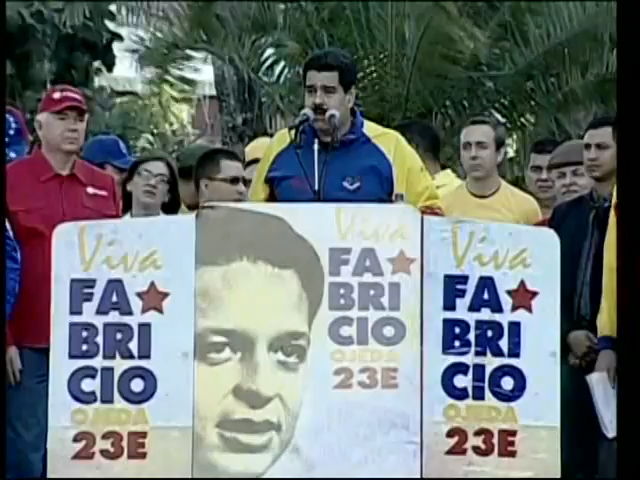 Viva
FA★
BRI
CIO
OJEDA
23E
Viva
FA★
BRI
CIO
OJEDA
23E
Viva
FA★
BRI
CIO
OJEDA
23E